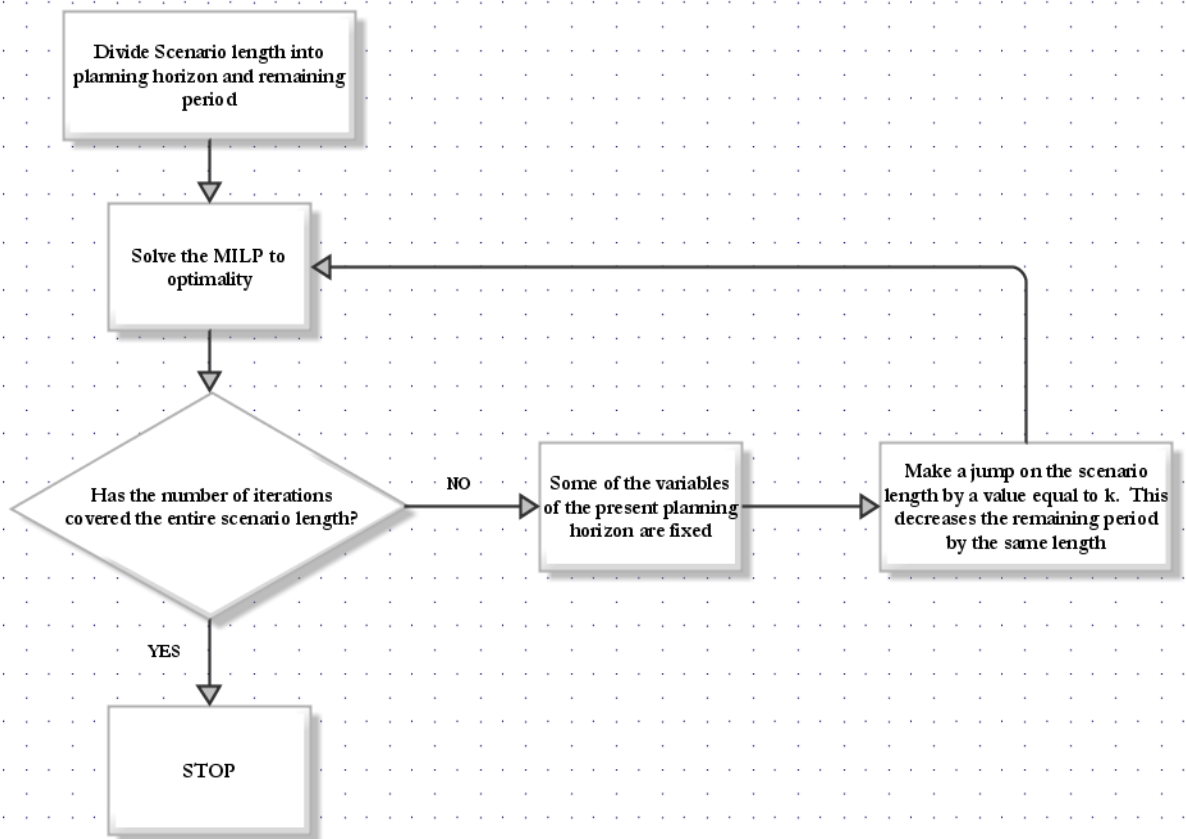 Divide Scenario length into
planning horizon and remaining
period
Solve the MILP to
optimality
Has the number of iterations
covered the entire scenario length?
NO
Some of the variables
of the present planning
horizon are fixed
Make a jump on the scenario
length by a value equal to k. This
decreases the remaining period
by the same length
YES
STOP